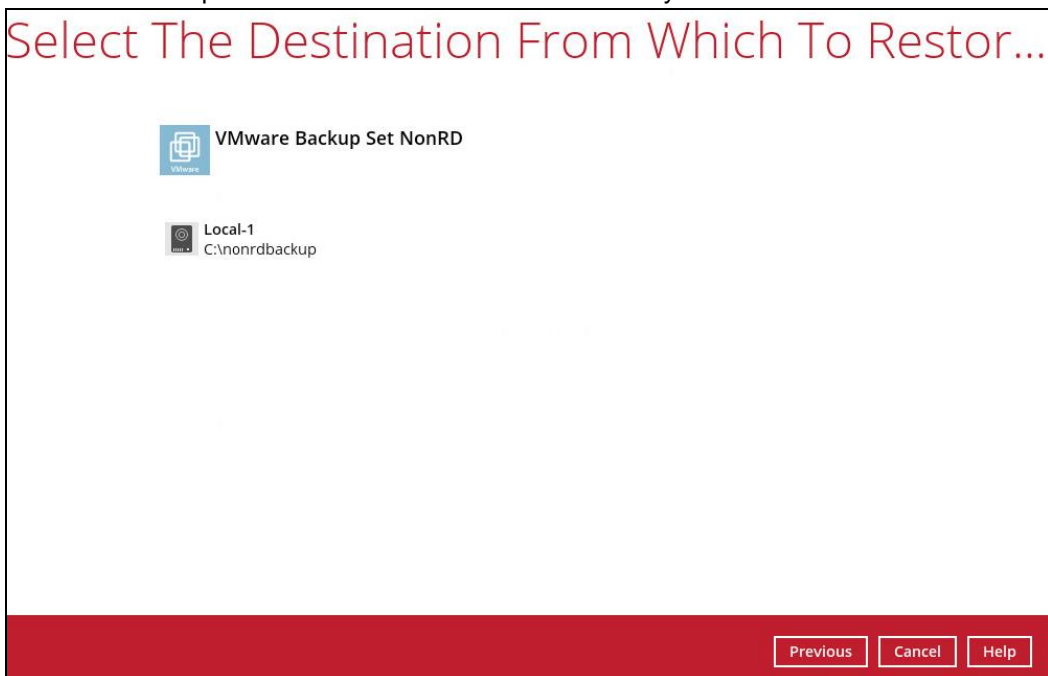 Select The Destination From Which To Restor...
VMware Backup Set NonRD
VMware
Local-1
C:\nonrdbackup
Previous Cancel Help